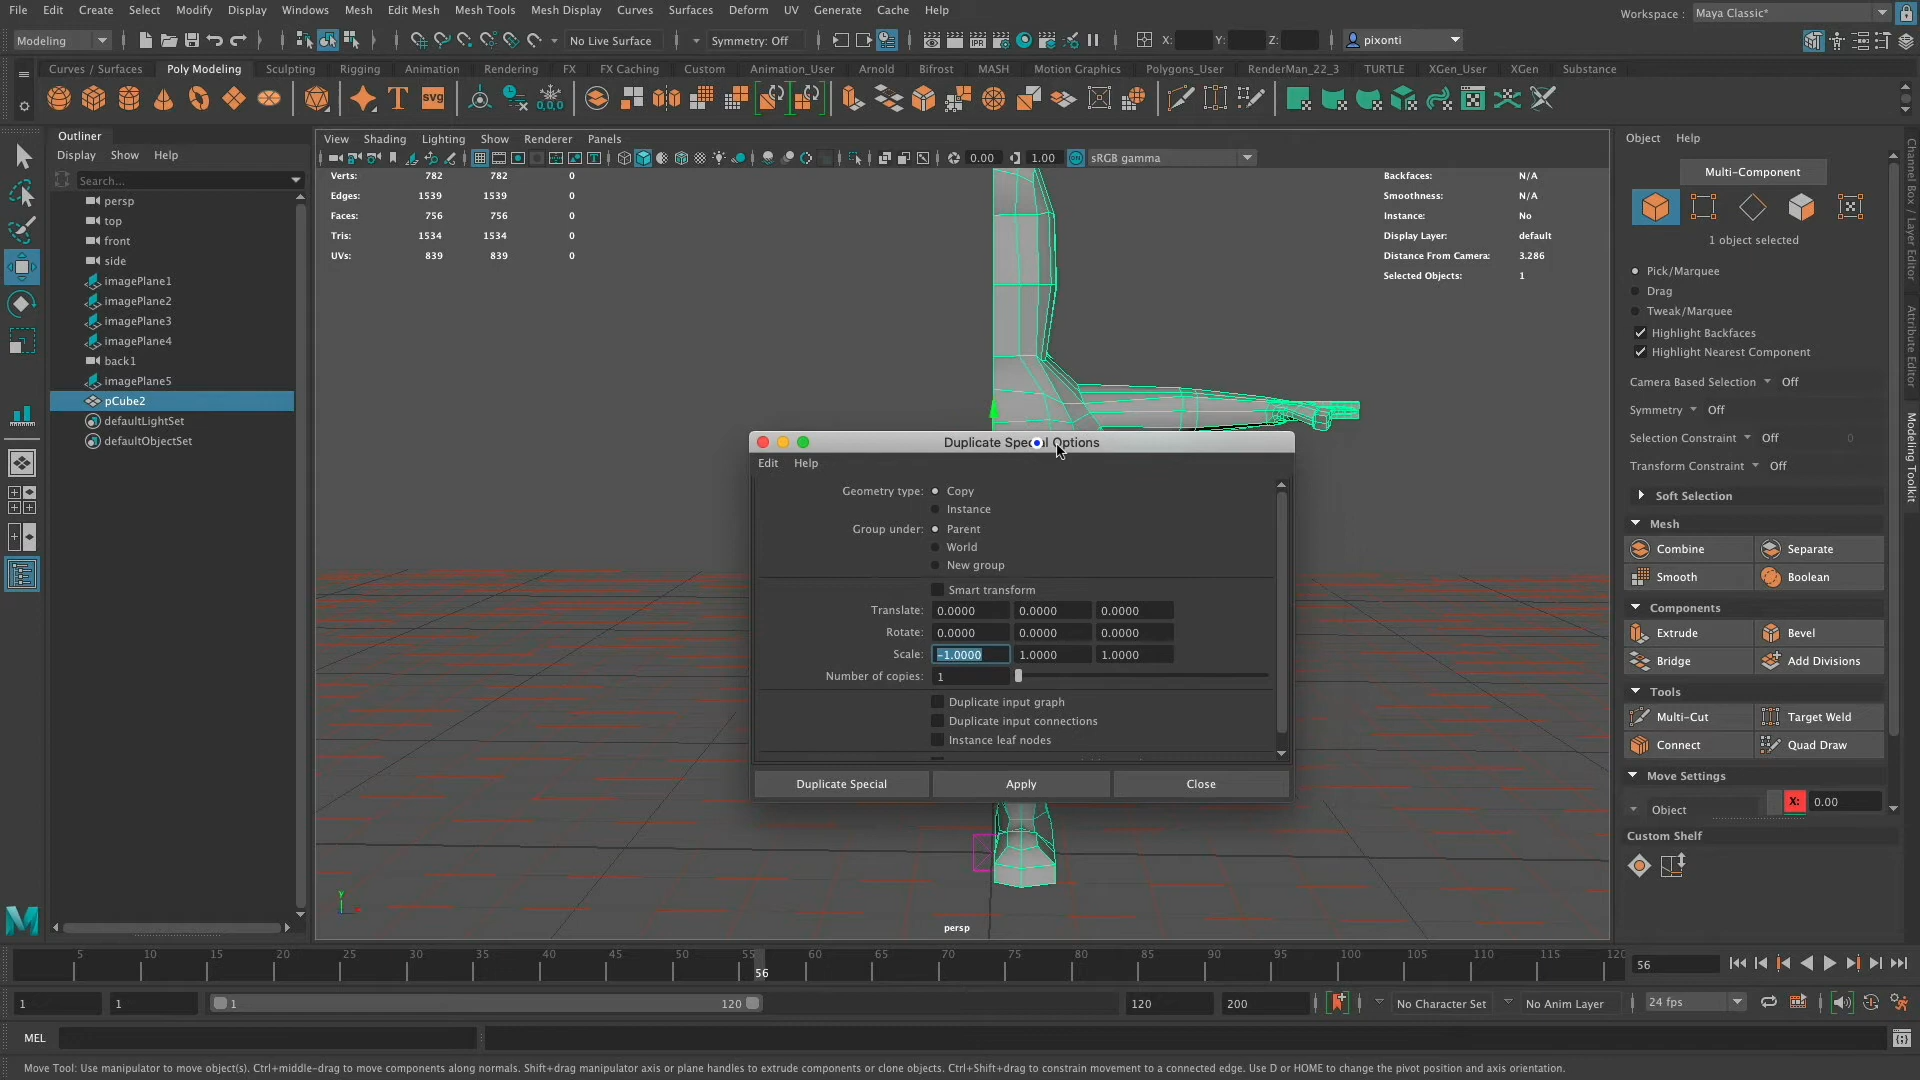 File Edit Create Select Modify Display Windows Mesh Edit Mesh Mesh Tools Mesh Display Curves Surfaces Deform UV Generate Cache Help
Workspace : Maya Classic*
Modeling No Live Surface Symmetry: Off X: Y: Z: pixonti
Curves / Surfaces Poly Modeling Sculpting Rigging Animation Rendering FX FX Caching Custom Animation_User Arnold Bifrost MASH Motion Graphics Polygons_User RenderMan_22_3 TURTLE XGen_User XGen Substance
T SVG 0,0,0
Outliner
Display Show Help
Search...
persp
top
front
side
imagePlane1
imagePlane2
imagePlane3
imagePlane4
back1
imagePlane5
pCube2
defaultLightSet
defaultObjectSet
View Shading Lighting Show Renderer Panels
0.00 1.00 sRGB gamma
Verts: 782 782 0
Edges: 1539 1539 0
Faces: 756 756 0
Tris: 1534 1534 0
UVs: 839 839 0
Backfaces: N/A
Smoothness: N/A
Instance: No
Display Layer: default
Distance From Camera: 3.286
Selected Objects: 1
Duplicate Special Options
Edit Help
Geometry type: Copy
Instance
Group under: Parent
World
New group
Smart transform
Translate: 0.0000 0.0000 0.0000
Rotate: 0.0000 0.0000 0.0000
Scale: -1.0000 1.0000 1.0000
Number of copies: 1
Duplicate input graph
Duplicate input connections
Instance leaf nodes
Duplicate Special Apply Close
y
persp
Object Help
Multi-Component
1 object selected
Pick/Marquee
Drag
Tweak/Marquee
Highlight Backfaces
Highlight Nearest Component
Camera Based Selection Off
Symmetry Off
Selection Constraint Off 0
Transform Constraint Off
Soft Selection
Mesh
Combine Separate
Smooth Boolean
Components
Extrude Bevel
Bridge Add Divisions
Tools
Multi-Cut Target Weld
Connect Quad Draw
Move Settings
Object X: 0.00
Custom Shelf
Channel Box / Layer Editor
Attribute Editor
Modeling Toolkit
5 10 15 20 25 30 35 40 45 50 55 60 65 70 75 80 85 90 95 100 105 110 115 120
56 56
1 1 1 120 120 200 No Character Set No Anim Layer 24 fps
MEL
Move Tool: Use manipulator to move object(s). Ctrl+middle-drag to move components along normals. Shift+drag manipulator axis or plane handles to extrude components or clone objects. Ctrl+Shift+drag to constrain movement to a connected edge. Use D or HOME to change the pivot position and axis orientation.